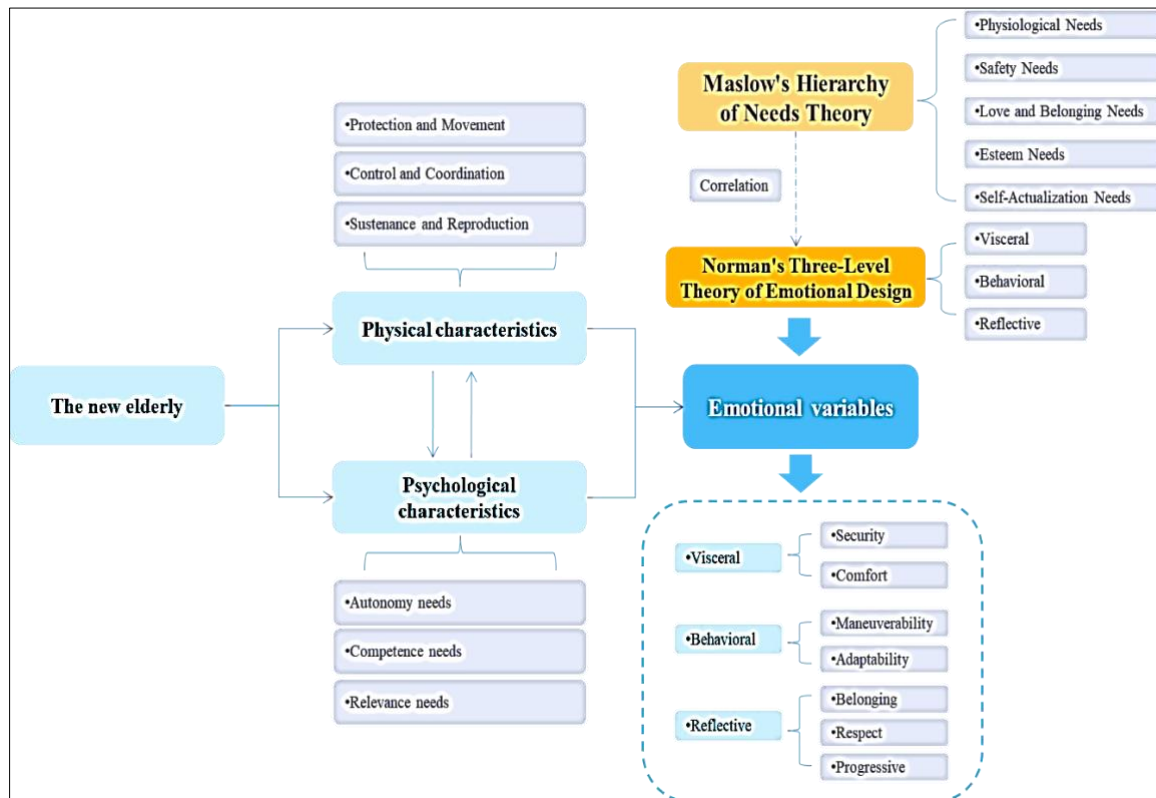 •Physiological Needs
•Safety Needs
•Love and Belonging Needs
•Esteem Needs
•Self-Actualization Needs
Maslow's Hierarchy
of Needs Theory
Correlation
Norman's Three-Level
Theory of Emotional Design
•Visceral
•Behavioral
•Reflective
•Protection and Movement
•Control and Coordination
•Sustenance and Reproduction
Physical characteristics
The new elderly
Psychological
characteristics
•Autonomy needs
•Competence needs
•Relevance needs
Emotional variables
•Visceral
•Security
•Comfort
•Behavioral
•Maneuverability
•Adaptability
•Reflective
•Belonging
•Respect
•Progressive